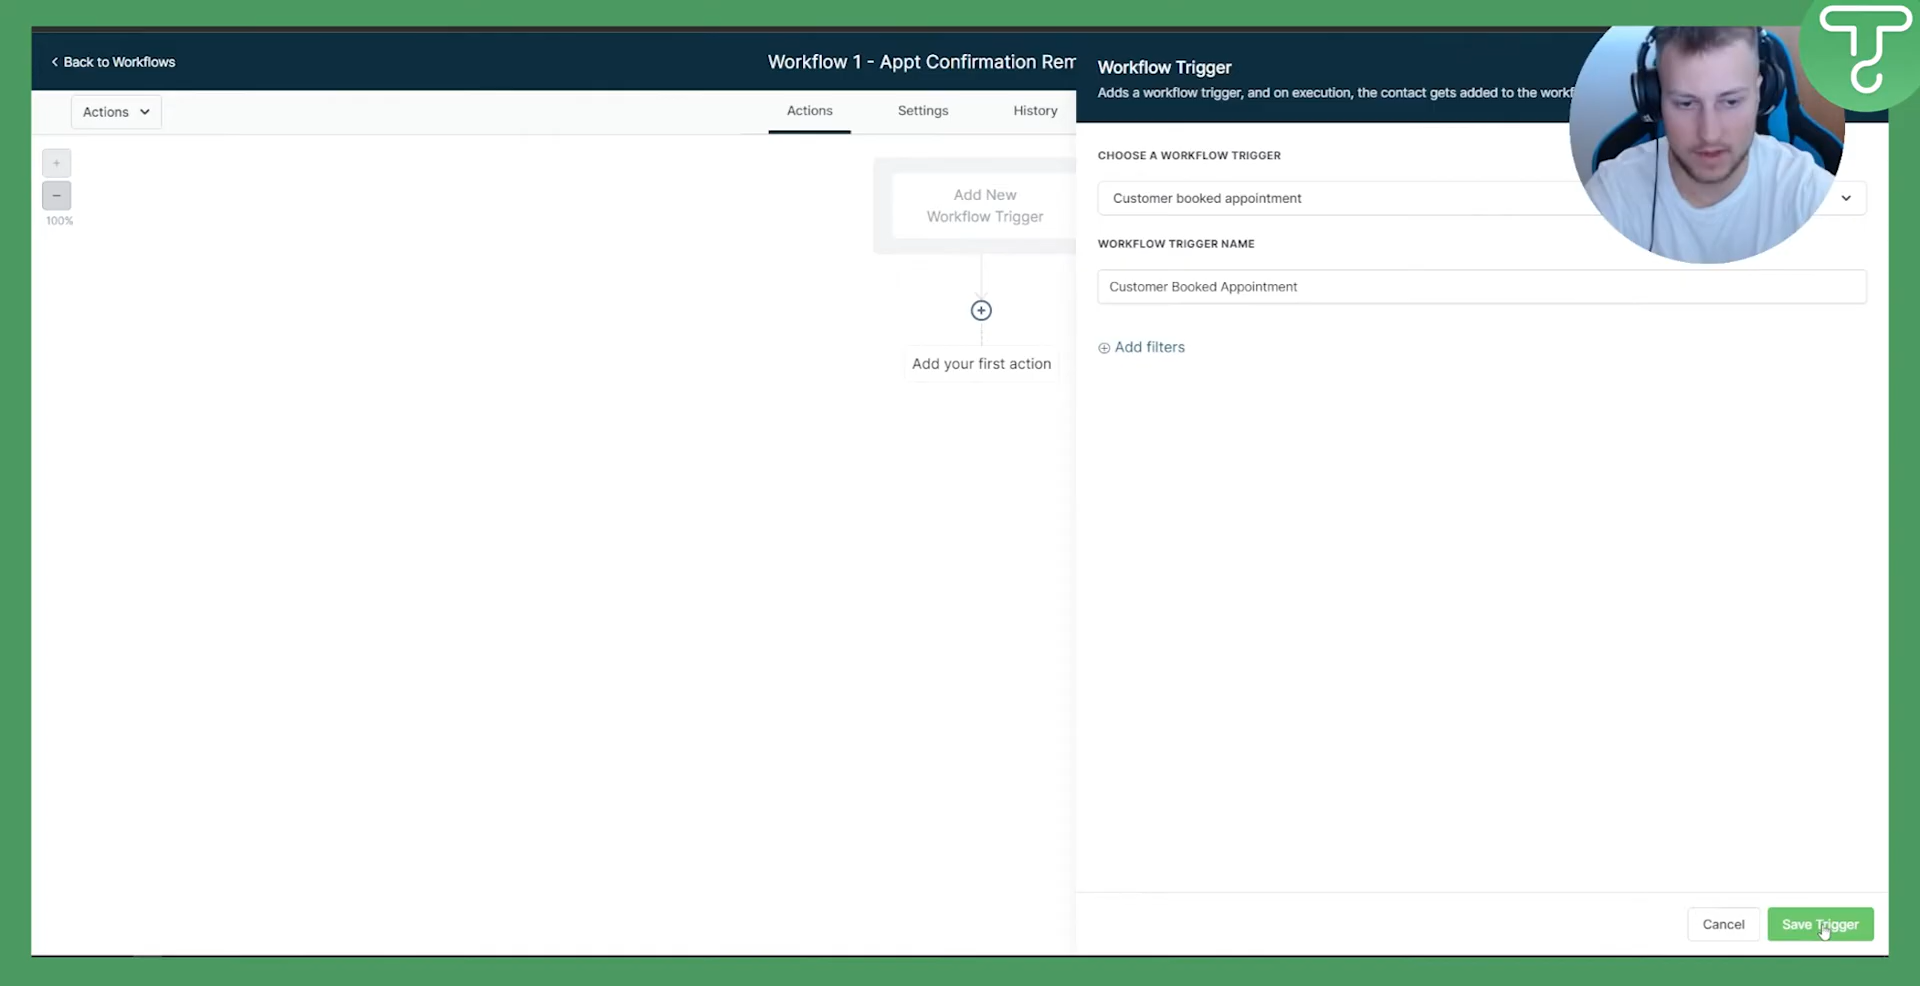 Back to Workflows
Workflow 1 - Appt Confirmation Rem
Workflow Trigger
Adds a workflow trigger, and on execution, the contact gets added to the workf
Actions
Actions
Settings
History
100%
Add New
Workflow Trigger
Add your first action
CHOOSE A WORKFLOW TRIGGER
Customer booked appointment
WORKFLOW TRIGGER NAME
Customer Booked Appointment
Add filters
Cancel
Save Trigger